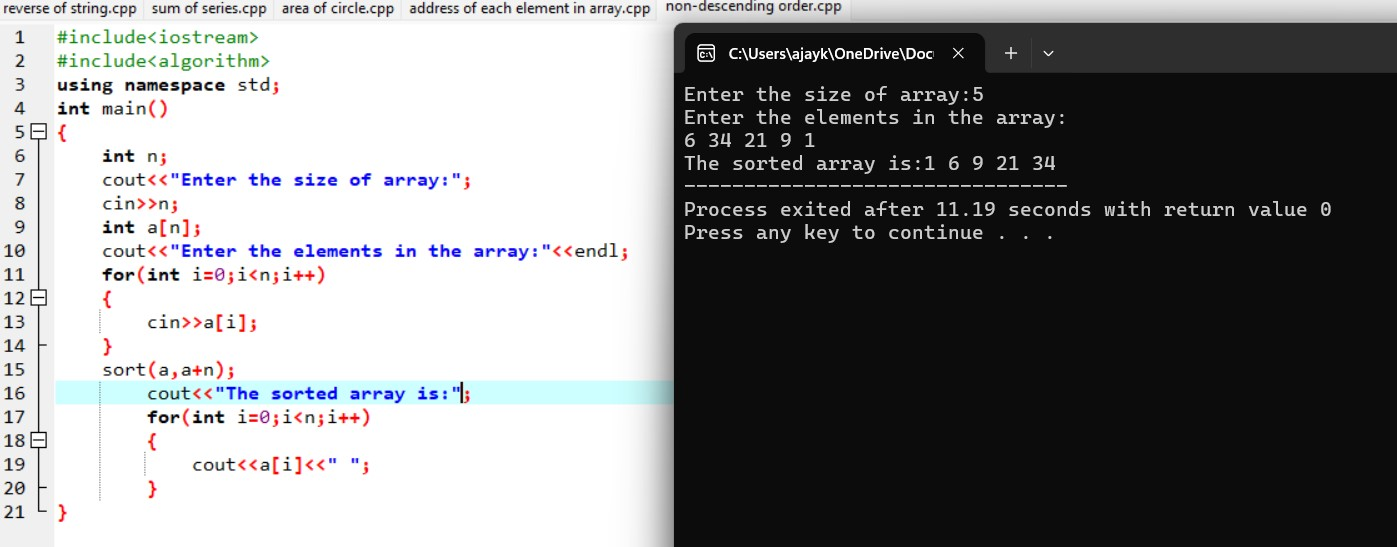 reverse of string.cpp sum of series.cpp area of circle.cpp address of each element in array.cpp non-descending order.cpp
1 #include<iostream>
2 #include<algorithm>
3 using namespace std;
4 int main()
5 {
6 int n;
7 cout<<"Enter the size of array:";
8 cin>>n;
9 int a[n];
10 cout<<"Enter the elements in the array:"<<endl;
11 for(int i=0;i<n;i++)
12 {
13 cin>>a[i];
14 }
15 sort(a,a+n);
16 cout<<"The sorted array is:";
17 for(int i=0;i<n;i++)
18 {
19 cout<<a[i]<<" ";
20 }
21 }
C:\Users\ajayk\OneDrive\Doc
Enter the size of array:5
Enter the elements in the array:
6 34 21 9 1
The sorted array is:1 6 9 21 34
--------------------------------
Process exited after 11.19 seconds with return value 0
Press any key to continue . . .